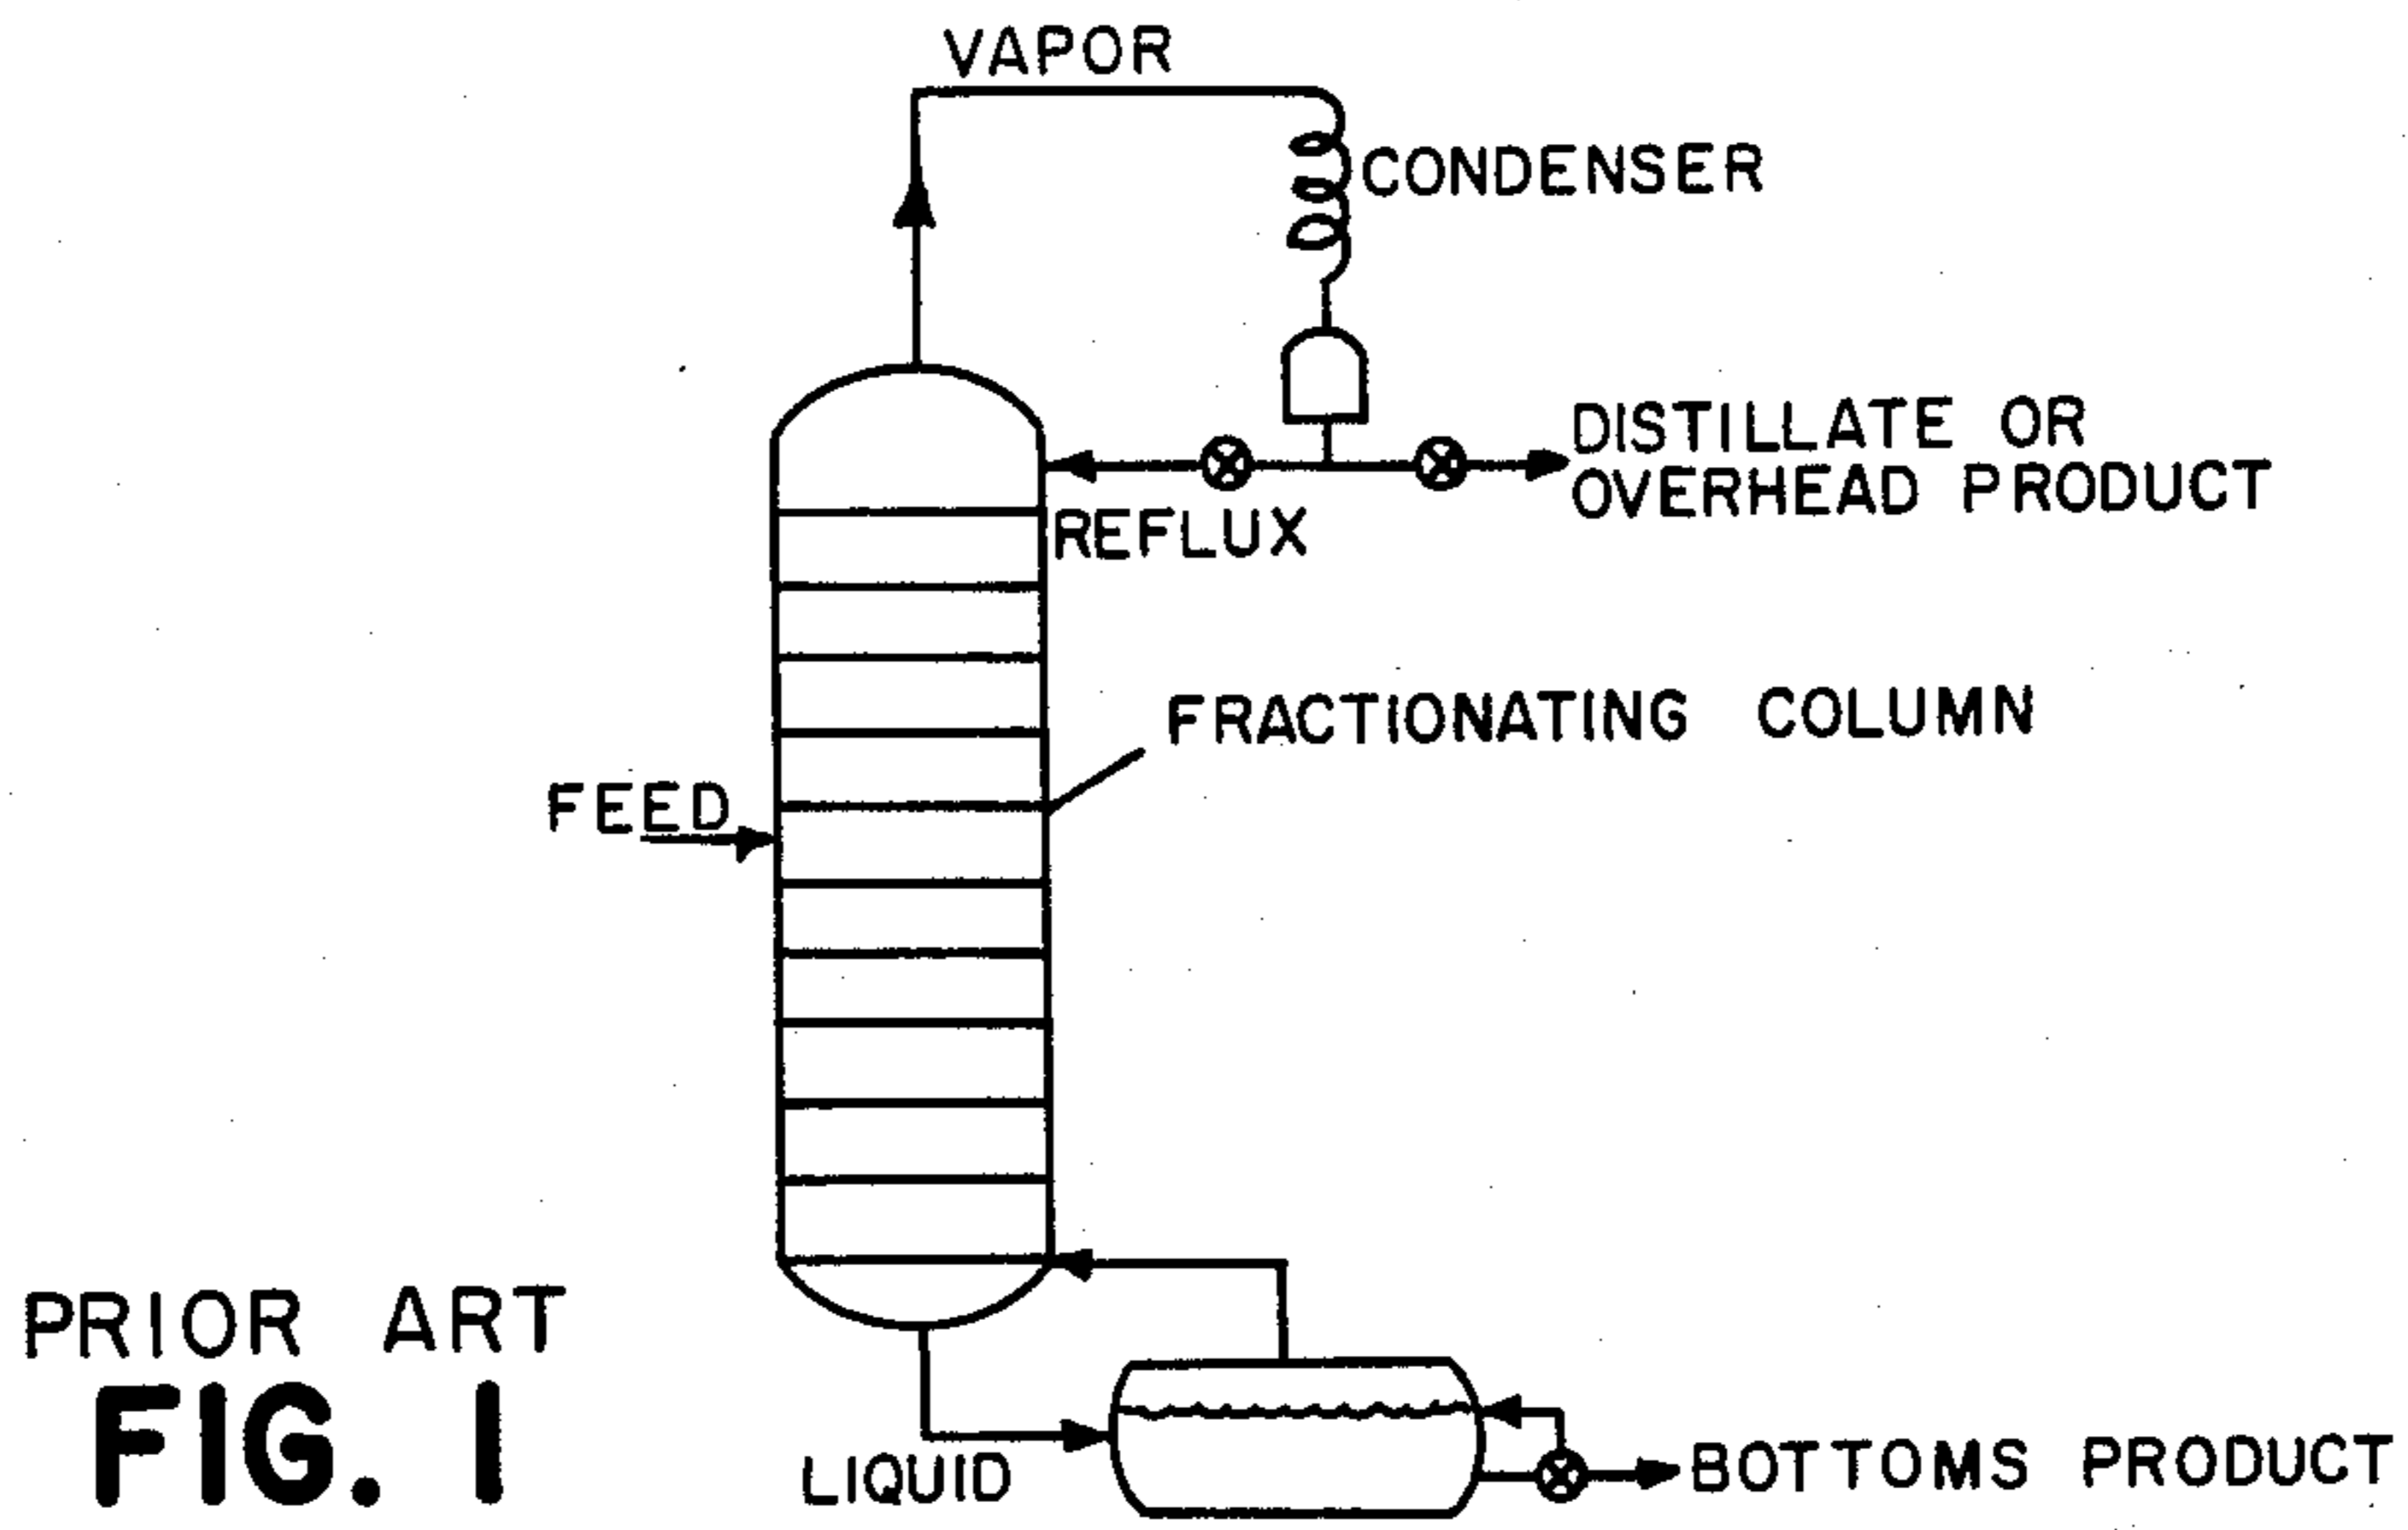 VAPOR
CONDENSER
DISTILLATE OR
OVERHEAD PRODUCT
REFLUX
FRACTIONATING COLUMN
FEED
PRIOR ART
FIG. 1
LIQUID
BOTTOMS PRODUCT